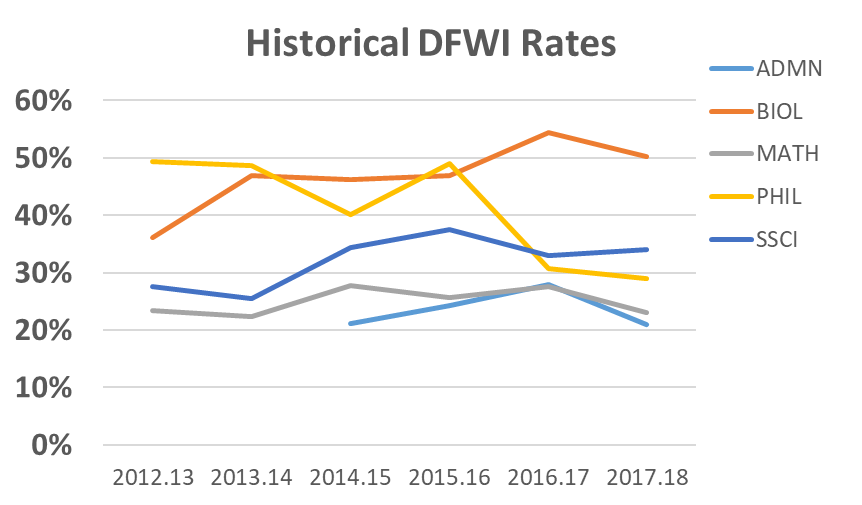 Historical DFWI Rates
ADMN
BIOL
MATH
PHIL
SSCI
60%
50%
40%
30%
20%
10%
0%
2012.13 2013.14 2014.15 2015.16 2016.17 2017.18